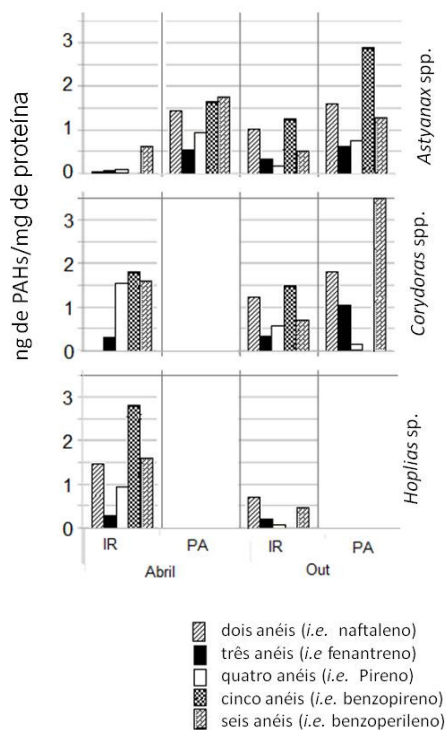 ng de PAHs/mg de proteína
3
2
1
0
Astyanax spp.
3
2
1
0
Corydoras spp.
3
2
1
0
Hoplias sp.
IR
PA
IR
PA
Abril
Out
dois anéis (i.e. naftaleno)
três anéis (i.e fenantreno)
quatro anéis (i.e. Pireno)
cinco anéis (i.e. benzopireno)
seis anéis (i.e. benzoperileno)